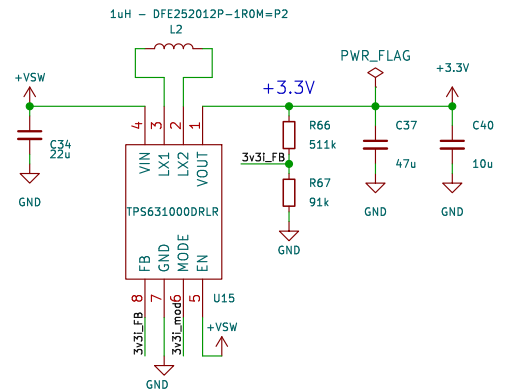 1uH - DFE252012P-1R0M=P2
L2
PWR_FLAG
+VSW
+3.3V
+3.3V
4
3
2
1
R66
511k
C34
22u
C37
47u
C40
10u
3v3i_FB
VIN
LX1
LX2
VOUT
R67
91k
GND
TPS631000DRLR
GND
GND
GND
FB
GND
MODE
EN
8
7
6
5
U15
3v3i_FB
3v3i_mod
+VSW
GND